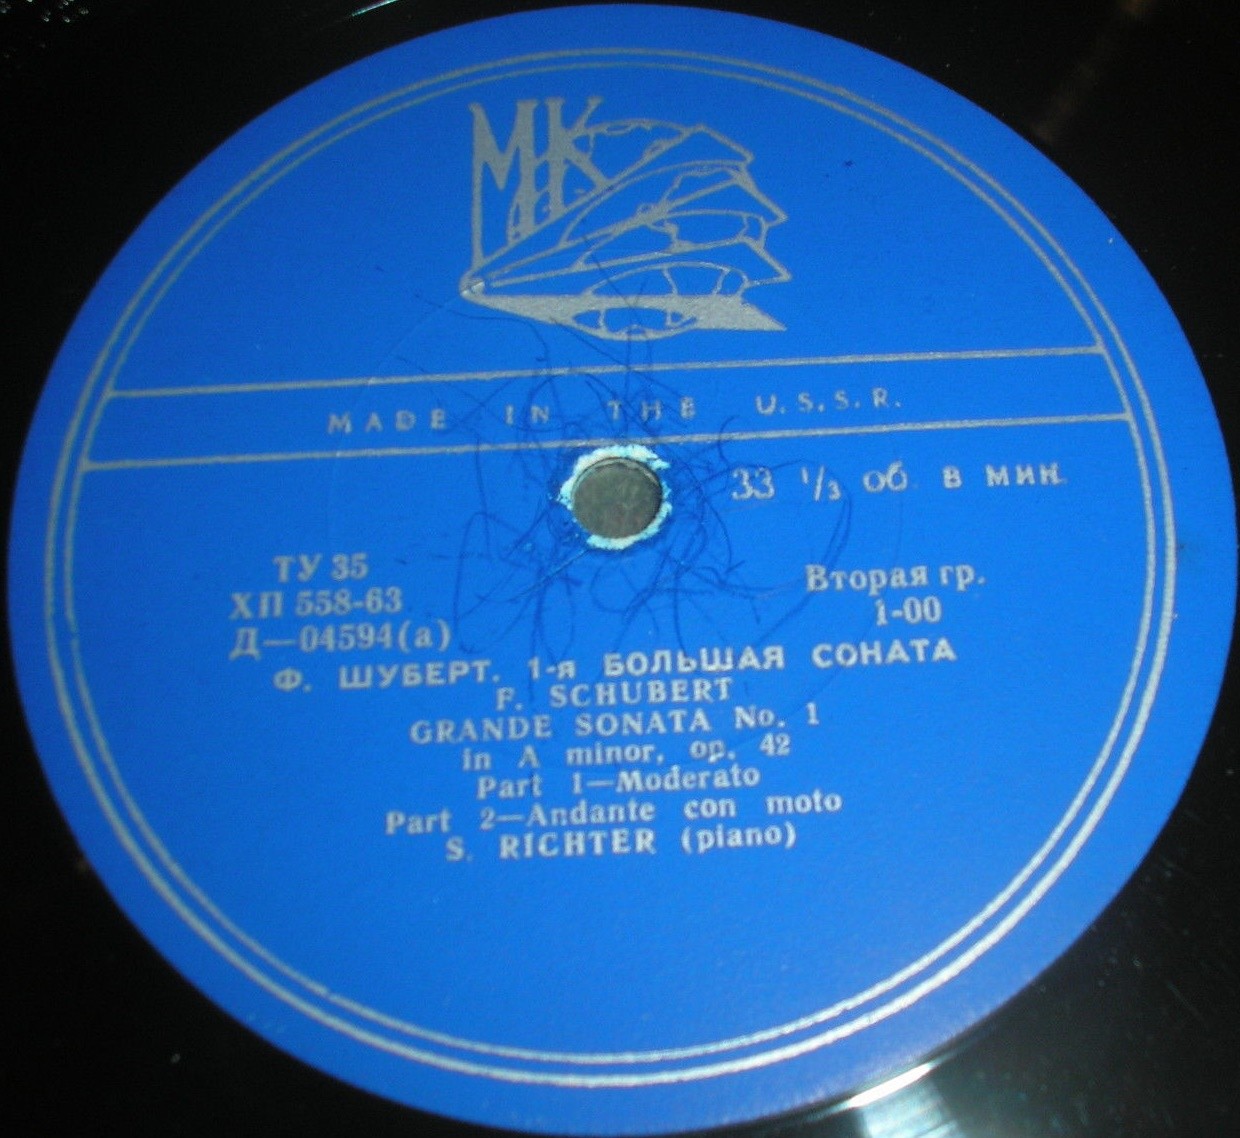 МК
MADE IN THE U.S.S.R.
33 1/3 об. в мин.
ТУ 35
ХП 558-63
Д—04594(а)
Вторая гр.
1-00
Ф. ШУБЕРТ. 1-я БОЛЬШАЯ СОНАТА
F. SCHUBERT
GRANDE SONATA No. 1
in A minor, op. 42
Part 1—Moderato
Part 2—Andante con moto
S. RICHTER (piano)